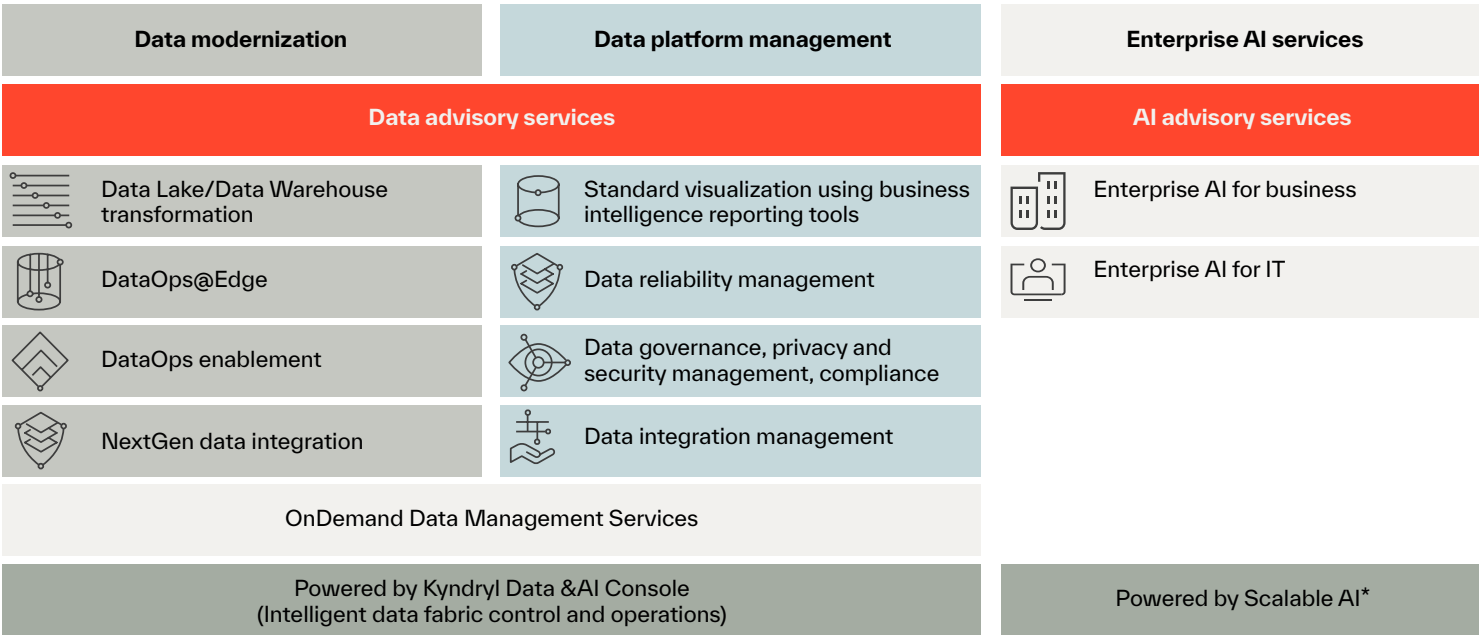 Data modernization
Data platform management
Enterprise AI services
Data advisory services
AI advisory services
Data Lake/Data Warehouse
transformation
Standard visualization using business
intelligence reporting tools
Enterprise AI for business
DataOps@Edge
Data reliability management
Enterprise AI for IT
DataOps enablement
Data governance, privacy and
security management, compliance
NextGen data integration
Data integration management
OnDemand Data Management Services
Powered by Kyndryl Data &AI Console
(Intelligent data fabric control and operations)
Powered by Scalable AI*